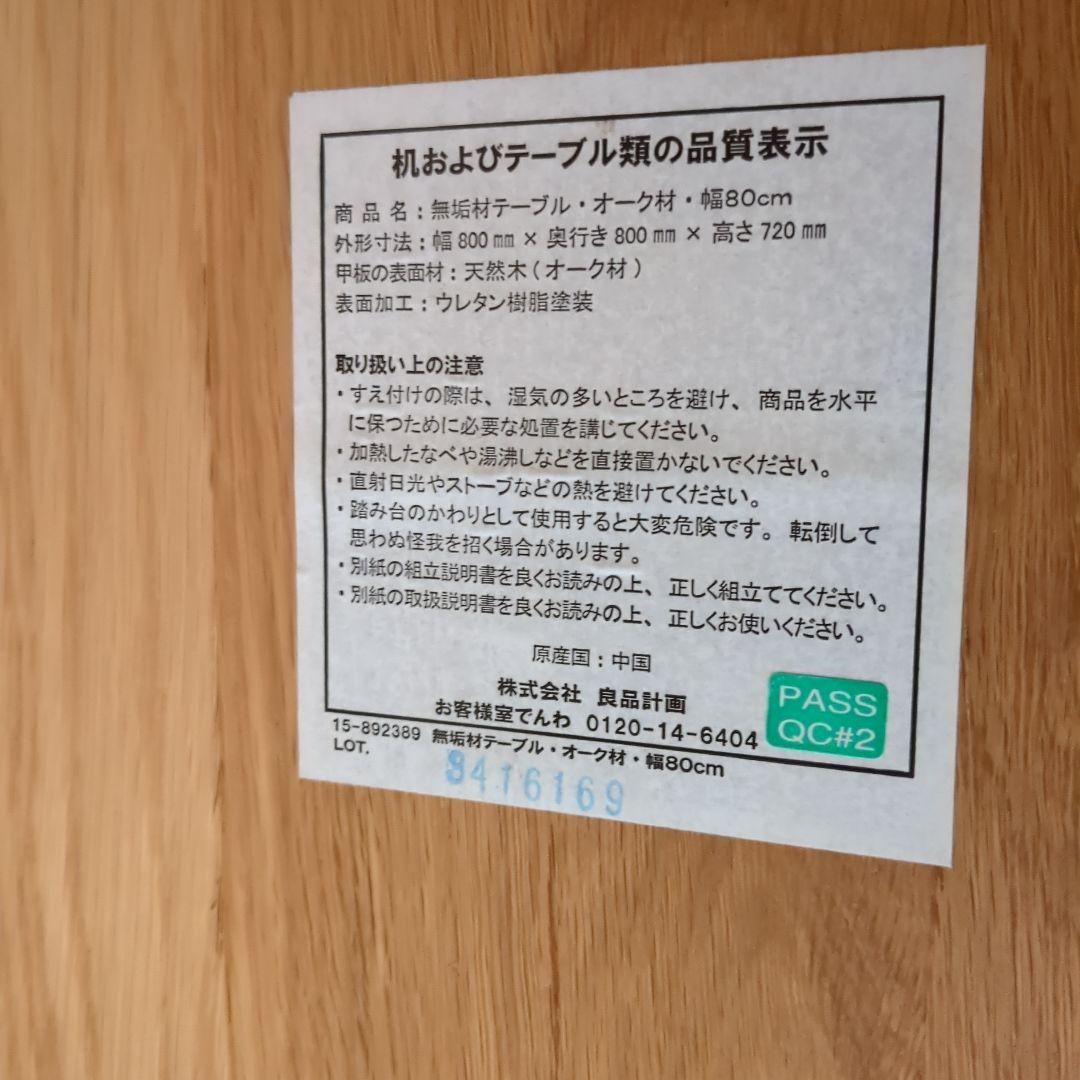 机およびテーブル類の品質表示
商 品 名：無垢材テーブル・オーク材・幅80cm
外形寸法：幅 800 ㎜ × 奥行き 800 ㎜ × 高さ 720 ㎜
甲板の表面材：天然木（オーク材）
表面加工：ウレタン樹脂塗装
取り扱い上の注意
・すえ付けの際は、湿気の多いところを避け、商品を水平
に保つために必要な処置を講じてください。
・加熱したなべや湯沸しなどを直接置かないでください。
・直射日光やストーブなどの熱を避けてください。
・踏み台のかわりとして使用すると大変危険です。転倒して
思わぬ怪我を招く場合があります。
・別紙の組立説明書を良くお読みの上、正しく組立ててください。
・別紙の取扱説明書を良くお読みの上、正しくお使いください。
原産国：中国
株式会社 良品計画
お客様室でんわ 0120-14-6404
PASS
QC#2
15-892389 無垢材テーブル・オーク材・幅80cm
LOT.
9416169